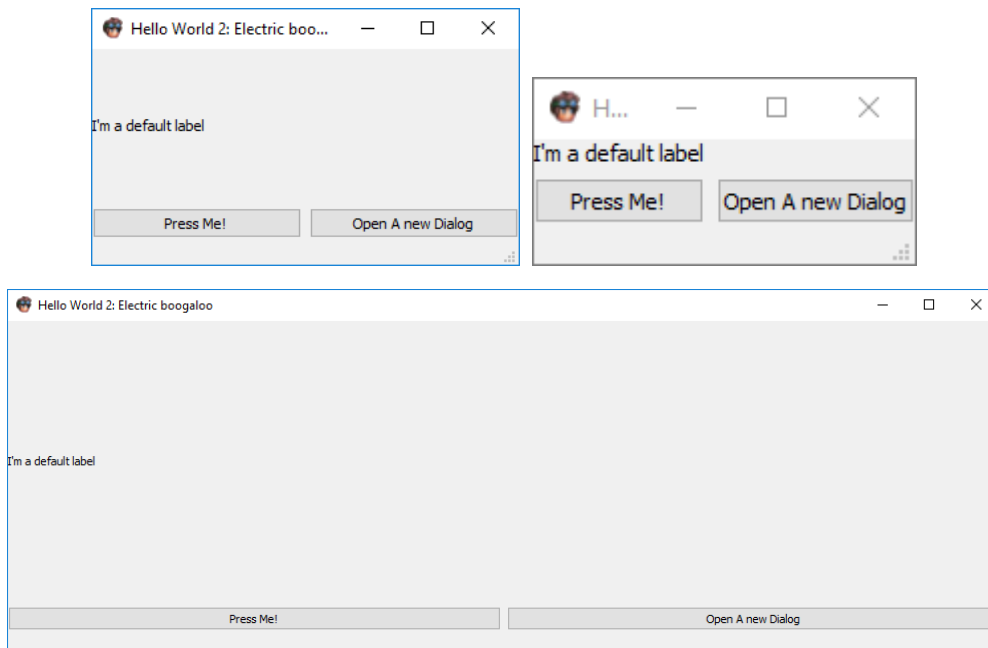 Hello World 2: Electric boo...
I'm a default label
Press Me! Open A new Dialog
H...
I'm a default label
Press Me! Open A new Dialog
Hello World 2: Electric boogaloo
I'm a default label
Press Me! Open A new Dialog